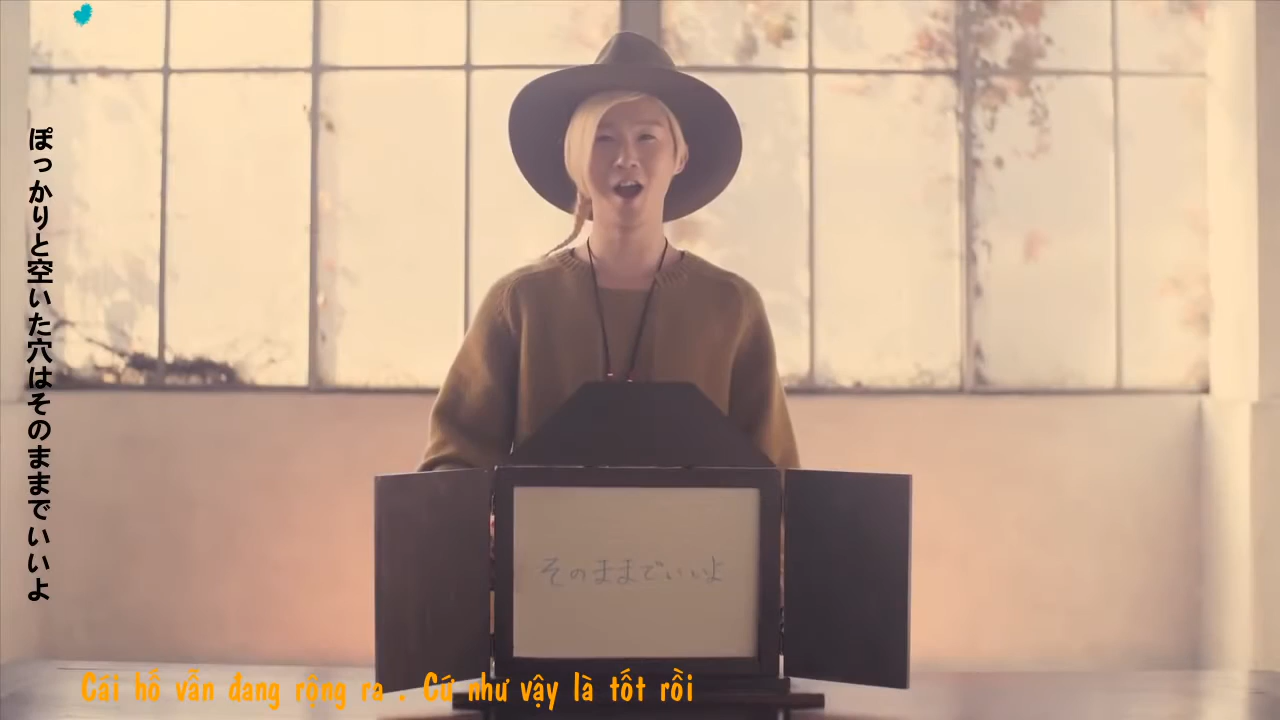 ぽっかりと空いた穴はそのままでいいよ
そのままでいいよ
Cái hố vẫn đang rộng ra . Cứ như vậy là tốt rồi